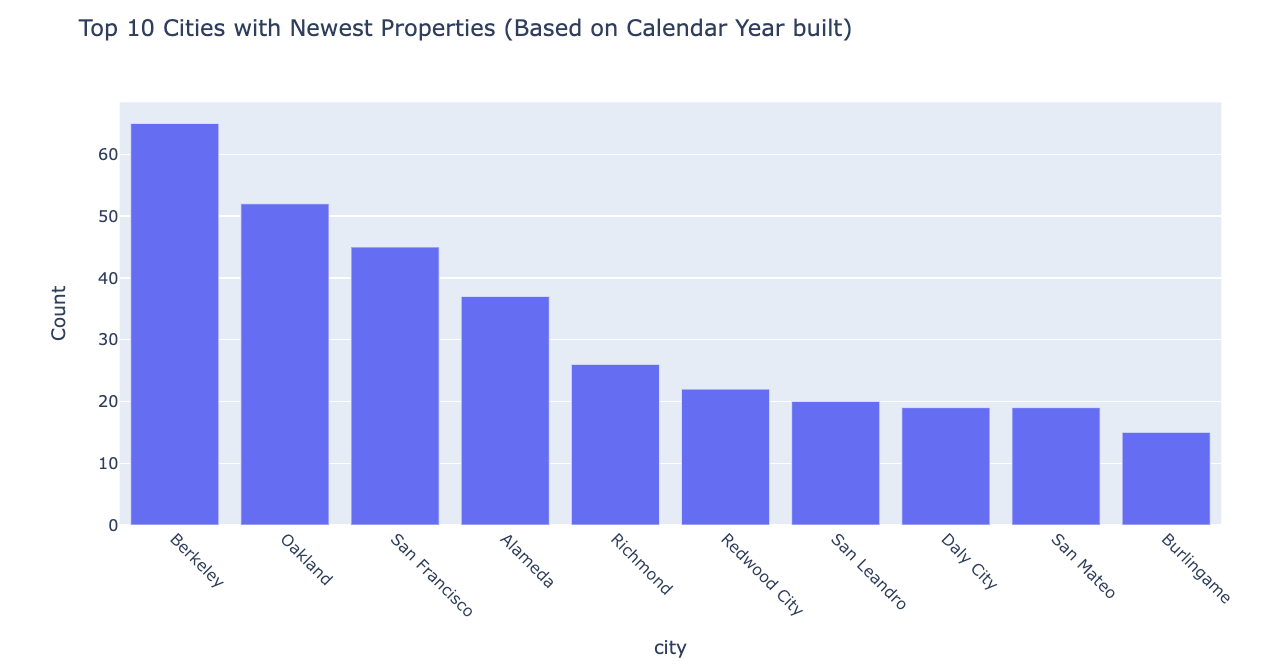 Top 10 Cities with Newest Properties (Based on Calendar Year built)
Count
60
50
40
30
20
10
0
Berkeley
Oakland
San Francisco
Alameda
Richmond
Redwood City
San Leandro
Daly City
San Mateo
Burlingame
city